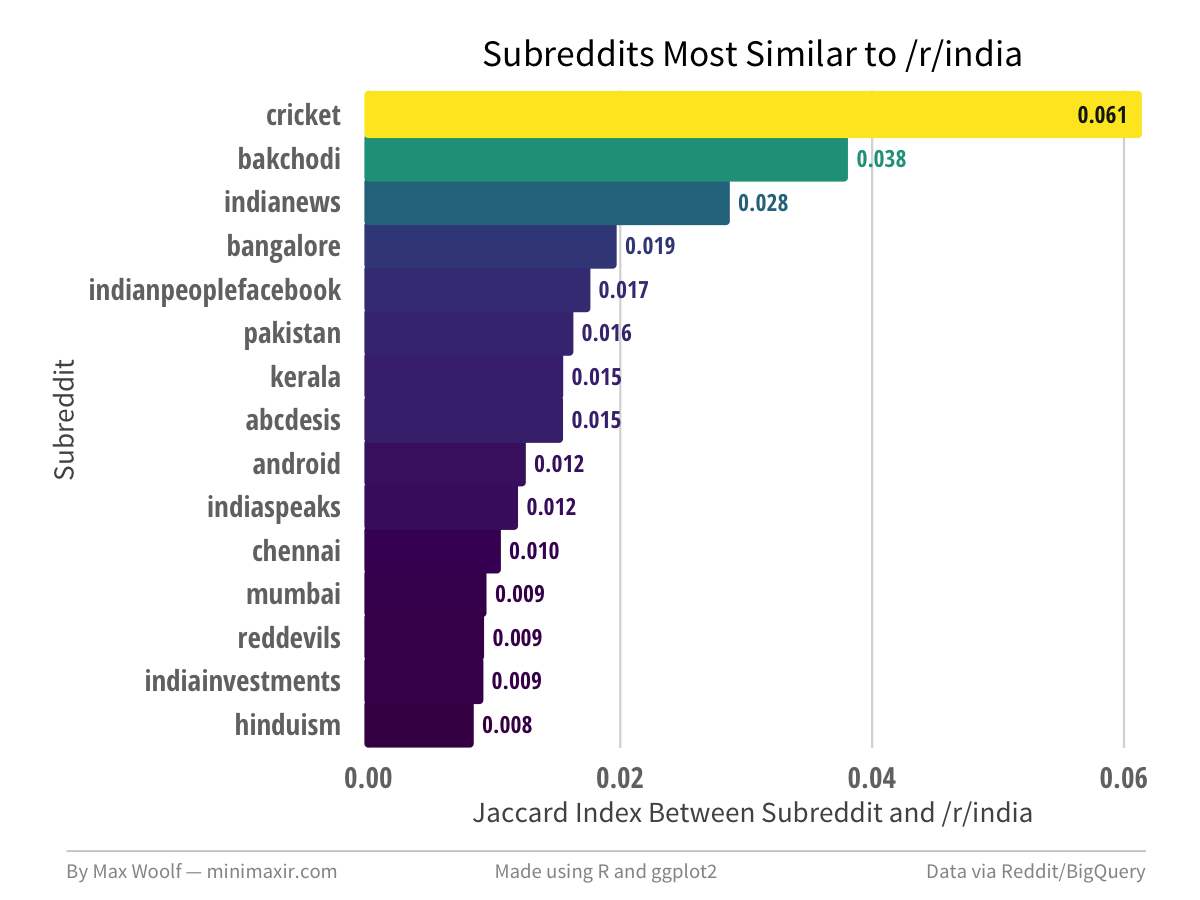 Subreddits Most Similar to /r/india
cricket 0.061
bakchodi 0.038
indianews 0.028
bangalore 0.019
indianpeoplefacebook 0.017
pakistan 0.016
kerala 0.015
abcdesis 0.015
android 0.012
indiaspeaks 0.012
chennai 0.010
mumbai 0.009
reddevils 0.009
indiainvestments 0.009
hinduism 0.008
Subreddit
0.00 0.02 0.04 0.06
Jaccard Index Between Subreddit and /r/india
By Max Woolf — minimaxir.com Made using R and ggplot2 Data via Reddit/BigQuery